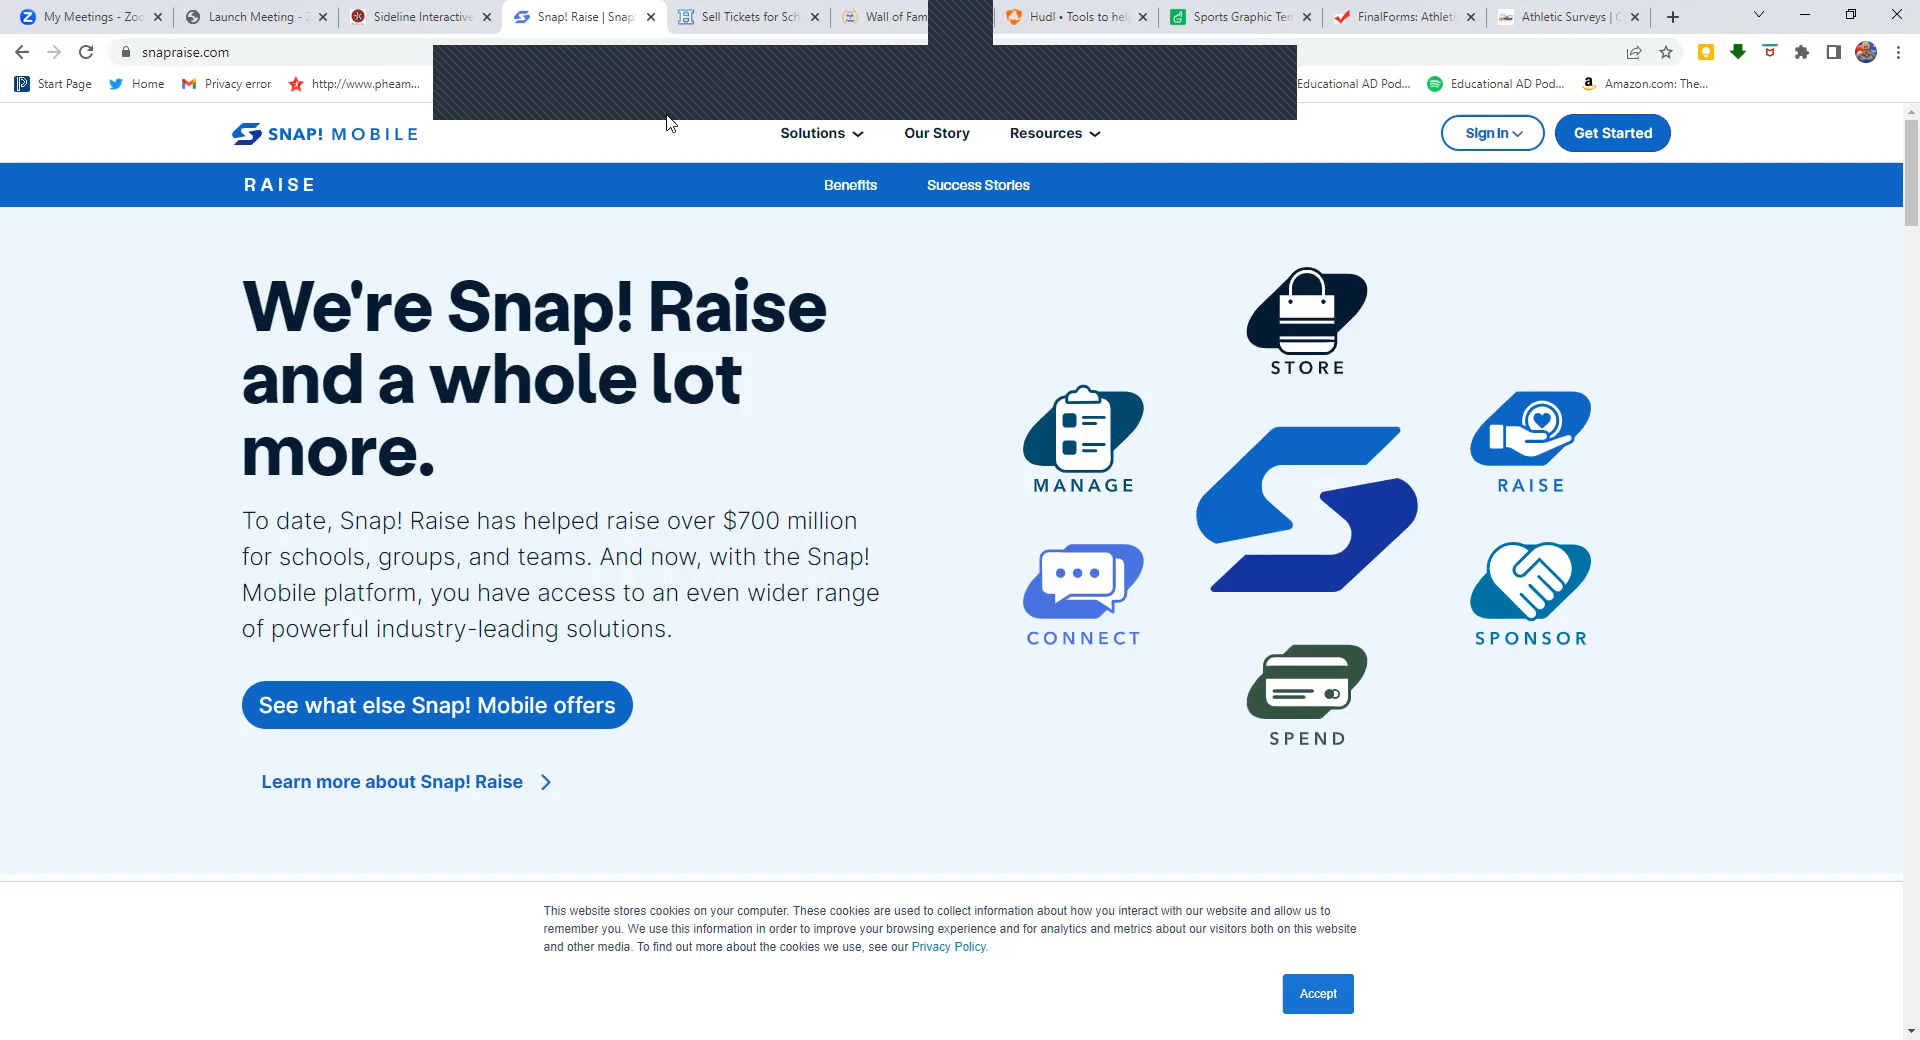 My Meetings - Zoo
Launch Meeting - Z
Sideline Interactive
Snap! Raise | Snap
Sell Tickets for Sch
Wall of Fam
Hudl • Tools to hel
Sports Graphic Ten
FinalForms: Athleti
Athletic Surveys | C
snapraise.com
Start Page
Home
Privacy error
http://www.pheam...
Educational AD Pod...
Educational AD Pod...
Amazon.com: The...
SNAP! MOBILE
Solutions
Our Story
Resources
Sign In
Get Started
RAISE
Benefits
Success Stories
We're Snap! Raise
and a whole lot
more.
To date, Snap! Raise has helped raise over $700 million
for schools, groups, and teams. And now, with the Snap!
Mobile platform, you have access to an even wider range
of powerful industry-leading solutions.
See what else Snap! Mobile offers
Learn more about Snap! Raise
STORE
MANAGE
RAISE
CONNECT
SPONSOR
SPEND
This website stores cookies on your computer. These cookies are used to collect information about how you interact with our website and allow us to
remember you. We use this information in order to improve your browsing experience and for analytics and metrics about our visitors both on this website
and other media. To find out more about the cookies we use, see our Privacy Policy.
Accept